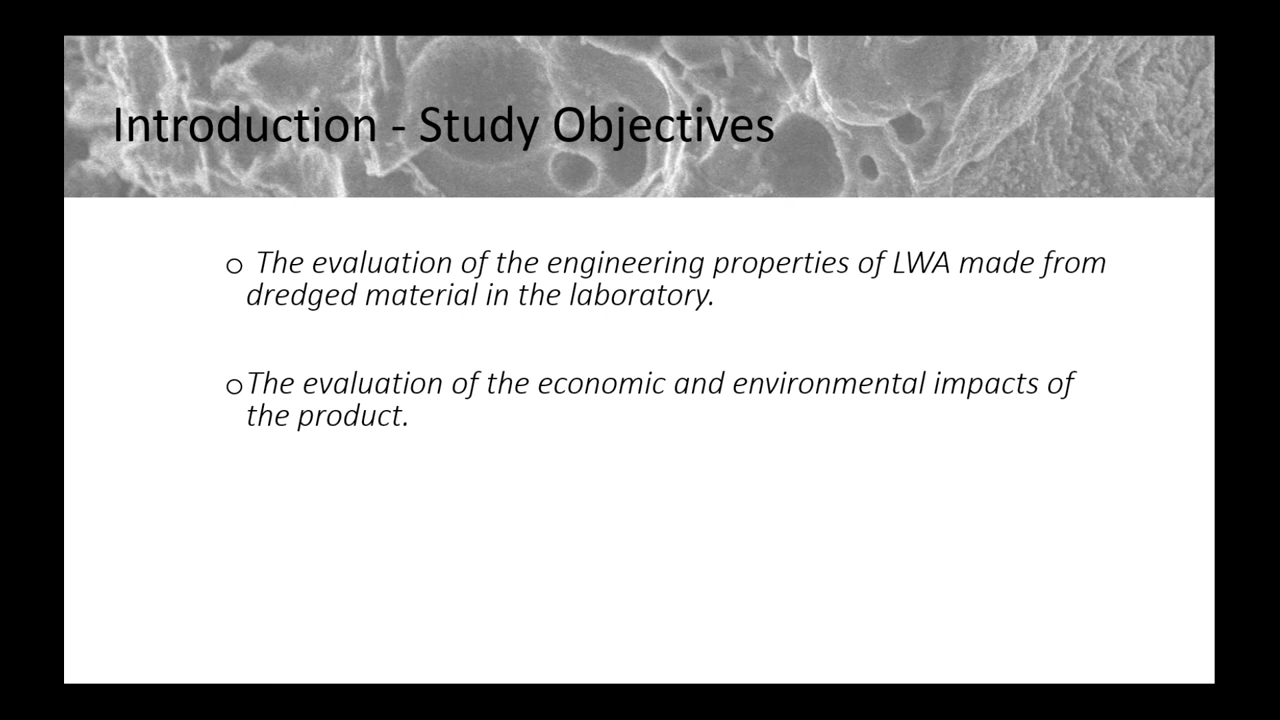 Introduction - Study Objectives
o The evaluation of the engineering properties of LWA made from
dredged material in the laboratory.
o The evaluation of the economic and environmental impacts of
the product.